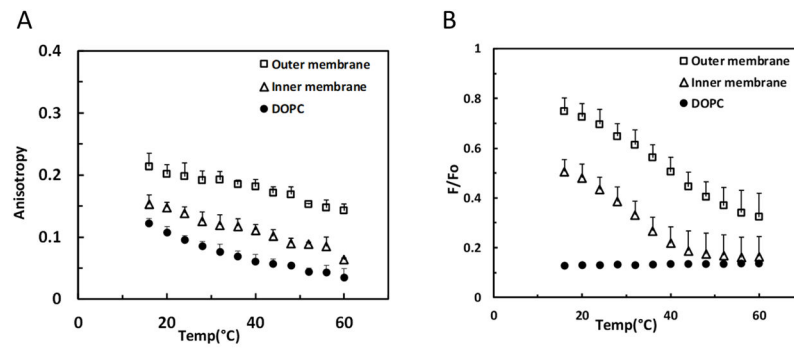 A
0.4
0.3
0.2
0.1
0
Anisotropy
Outer membrane
Inner membrane
DOPC
0 20 40 60
Temp(°C)
B
1
0.8
0.6
0.4
0.2
0
F/Fo
Outer membrane
Inner membrane
DOPC
0 20 40 60
Temp(°C)